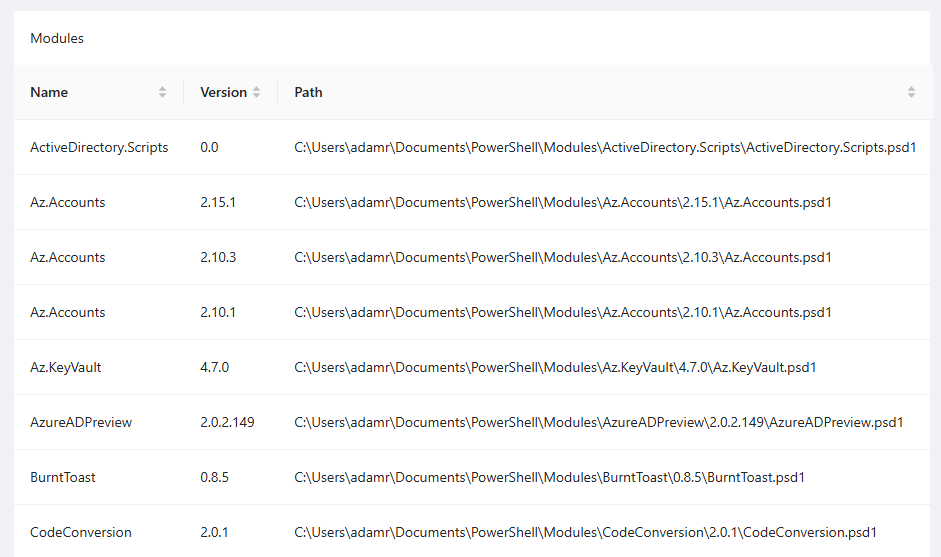 Modules
Name Version Path
ActiveDirectory.Scripts 0.0 C:\Users\adamr\Documents\PowerShell\Modules\ActiveDirectory.Scripts\ActiveDirectory.Scripts.psd1
Az.Accounts 2.15.1 C:\Users\adamr\Documents\PowerShell\Modules\Az.Accounts\2.15.1\Az.Accounts.psd1
Az.Accounts 2.10.3 C:\Users\adamr\Documents\PowerShell\Modules\Az.Accounts\2.10.3\Az.Accounts.psd1
Az.Accounts 2.10.1 C:\Users\adamr\Documents\PowerShell\Modules\Az.Accounts\2.10.1\Az.Accounts.psd1
Az.KeyVault 4.7.0 C:\Users\adamr\Documents\PowerShell\Modules\Az.KeyVault\4.7.0\Az.KeyVault.psd1
AzureADPreview 2.0.2.149 C:\Users\adamr\Documents\PowerShell\Modules\AzureADPreview\2.0.2.149\AzureADPreview.psd1
BurntToast 0.8.5 C:\Users\adamr\Documents\PowerShell\Modules\BurntToast\0.8.5\BurntToast.psd1
CodeConversion 2.0.1 C:\Users\adamr\Documents\PowerShell\Modules\CodeConversion\2.0.1\CodeConversion.psd1